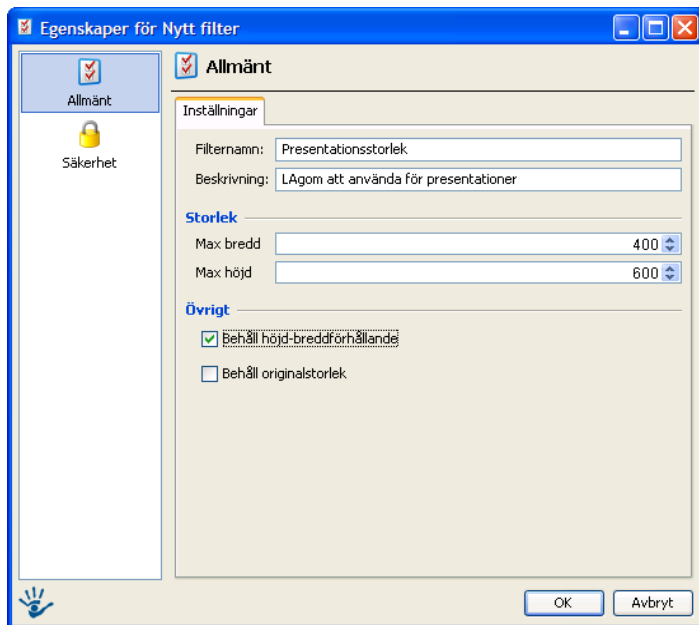 Egenskaper för Nytt filter
Allmänt
Säkerhet
Allmänt
Inställningar
Filternamn: Presentationsstorlek
Beskrivning: LAgom att använda för presentationer
Storlek
Max bredd 400
Max höjd 600
Övrigt
Behåll höjd-breddförhållande
Behåll originalstorlek
OK Avbryt